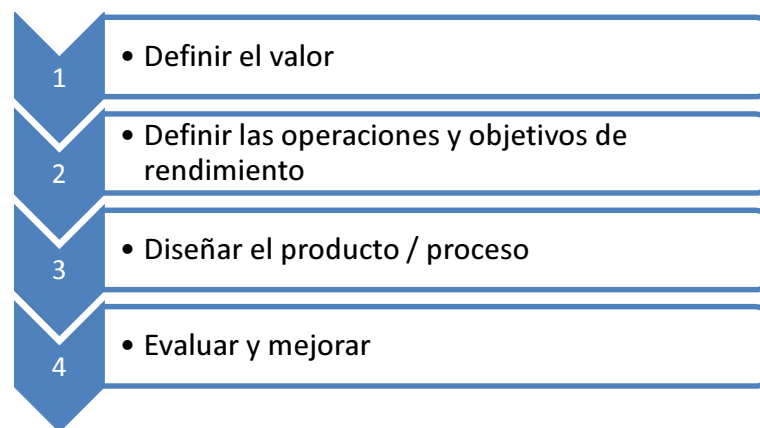 1
• Definir el valor
2
• Definir las operaciones y objetivos de
rendimiento
3
• Diseñar el producto / proceso
4
• Evaluar y mejorar